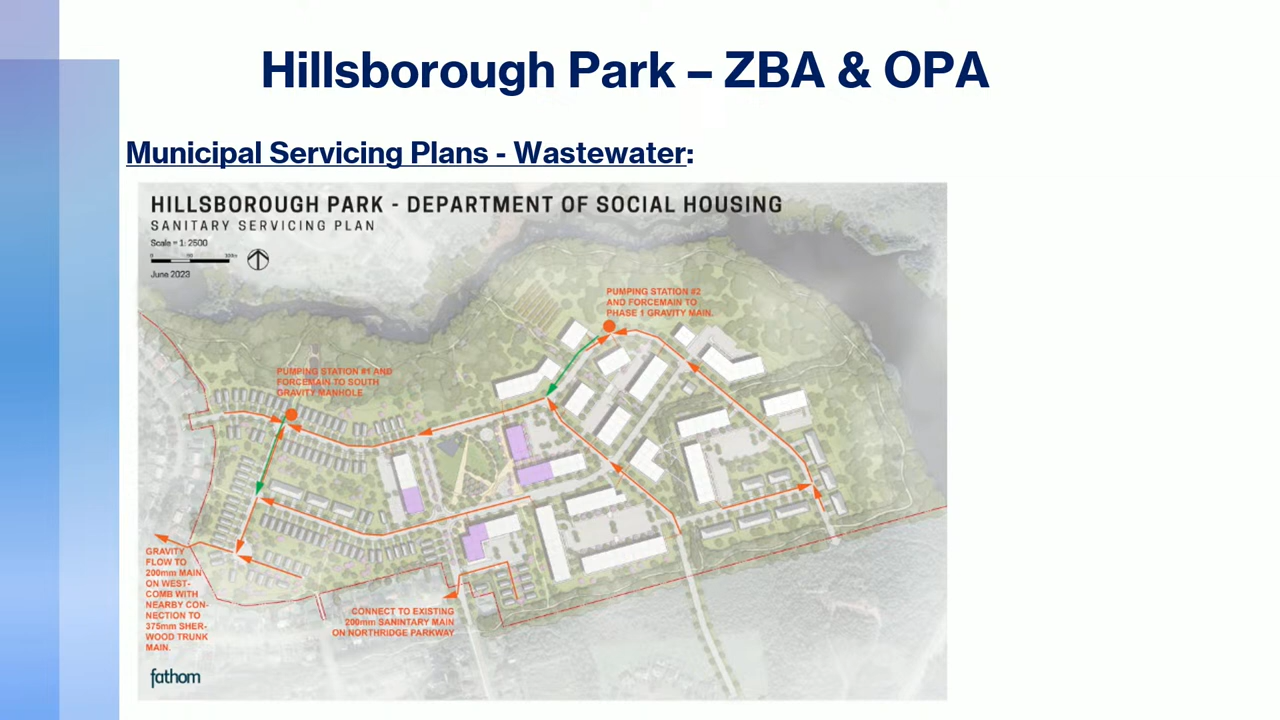 Hillsborough Park – ZBA & OPA
Municipal Servicing Plans - Wastewater:
HILLSBOROUGH PARK - DEPARTMENT OF SOCIAL HOUSING
SANITARY SERVICING PLAN
Scale = 1: 2500
June 2023
PUMPING STATION #2
AND FORCEMAIN TO
PHASE 1 GRAVITY MAIN.
PUMPING STATION #1 AND
FORCEMAIN TO SOUTH
GRAVITY MANHOLE
GRAVITY
FLOW TO
200mm MAIN
ON WEST-
COMB WITH
NEARBY CON-
NECTION TO
375mm SHER-
WOOD TRUNK
MAIN.
CONNECT TO EXISTING
200mm SANINTARY MAIN
ON NORTHRIDGE PARKWAY
fathom